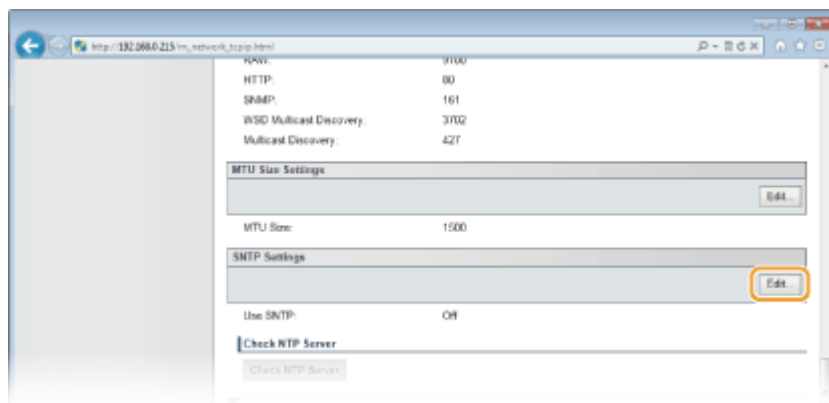 http://192.168.0.215/m_network_tcpip.html
RAW: 9100
HTTP: 80
SNMP: 161
WSD Multicast Discovery: 3702
Multicast Discovery: 427
MTU Size Settings
Edit...
MTU Size: 1500
SNTP Settings
Edit...
Use SNTP: Off
Check NTP Server
Check NTP Server